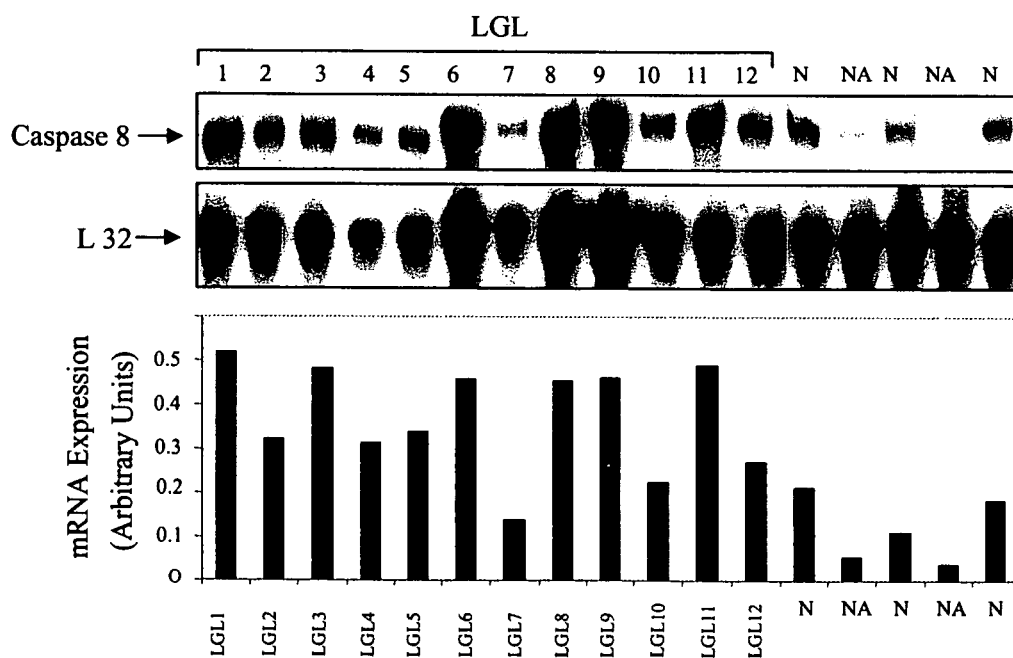 LGL
1 2 3 4 5 6 7 8 9 10 11 12 N NA N NA N
Caspase 8
L 32
mRNA Expression
(Arbitrary Units)
0.5
0.4
0.3
0.2
0.1
0
LGL1 LGL2 LGL3 LGL4 LGL5 LGL6 LGL7 LGL8 LGL9 LGL10 LGL11 LGL12 N NA N NA N